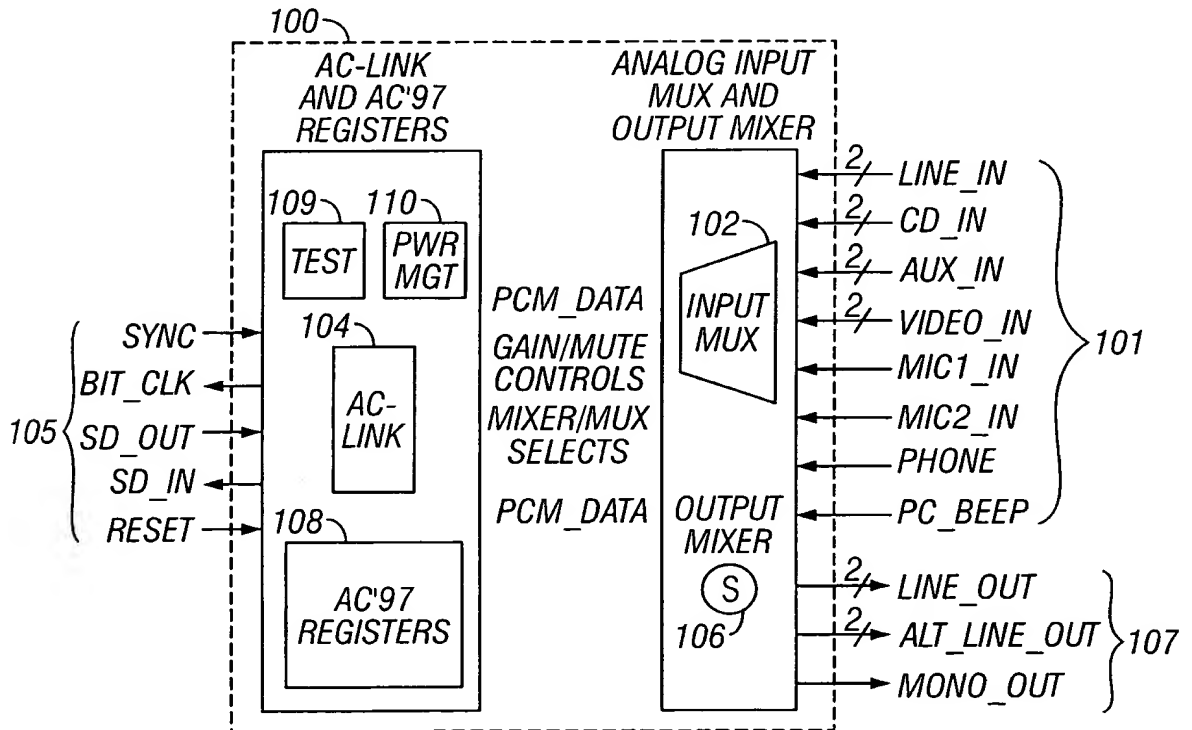 100
AC-LINK
AND AC'97
REGISTERS
ANALOG INPUT
MUX AND
OUTPUT MIXER
109
TEST
110
PWR
MGT
104
AC-
LINK
108
AC'97
REGISTERS
105
SYNC
BIT_CLK
SD_OUT
SD_IN
RESET
PCM_DATA
GAIN/MUTE
CONTROLS
MIXER/MUX
SELECTS
PCM_DATA
102
INPUT
MUX
OUTPUT
MIXER
S
106
2 LINE_IN
2 CD_IN
2 AUX_IN
2 VIDEO_IN
MIC1_IN
MIC2_IN
PHONE
PC_BEEP
101
2 LINE_OUT
2 ALT_LINE_OUT
MONO_OUT
107